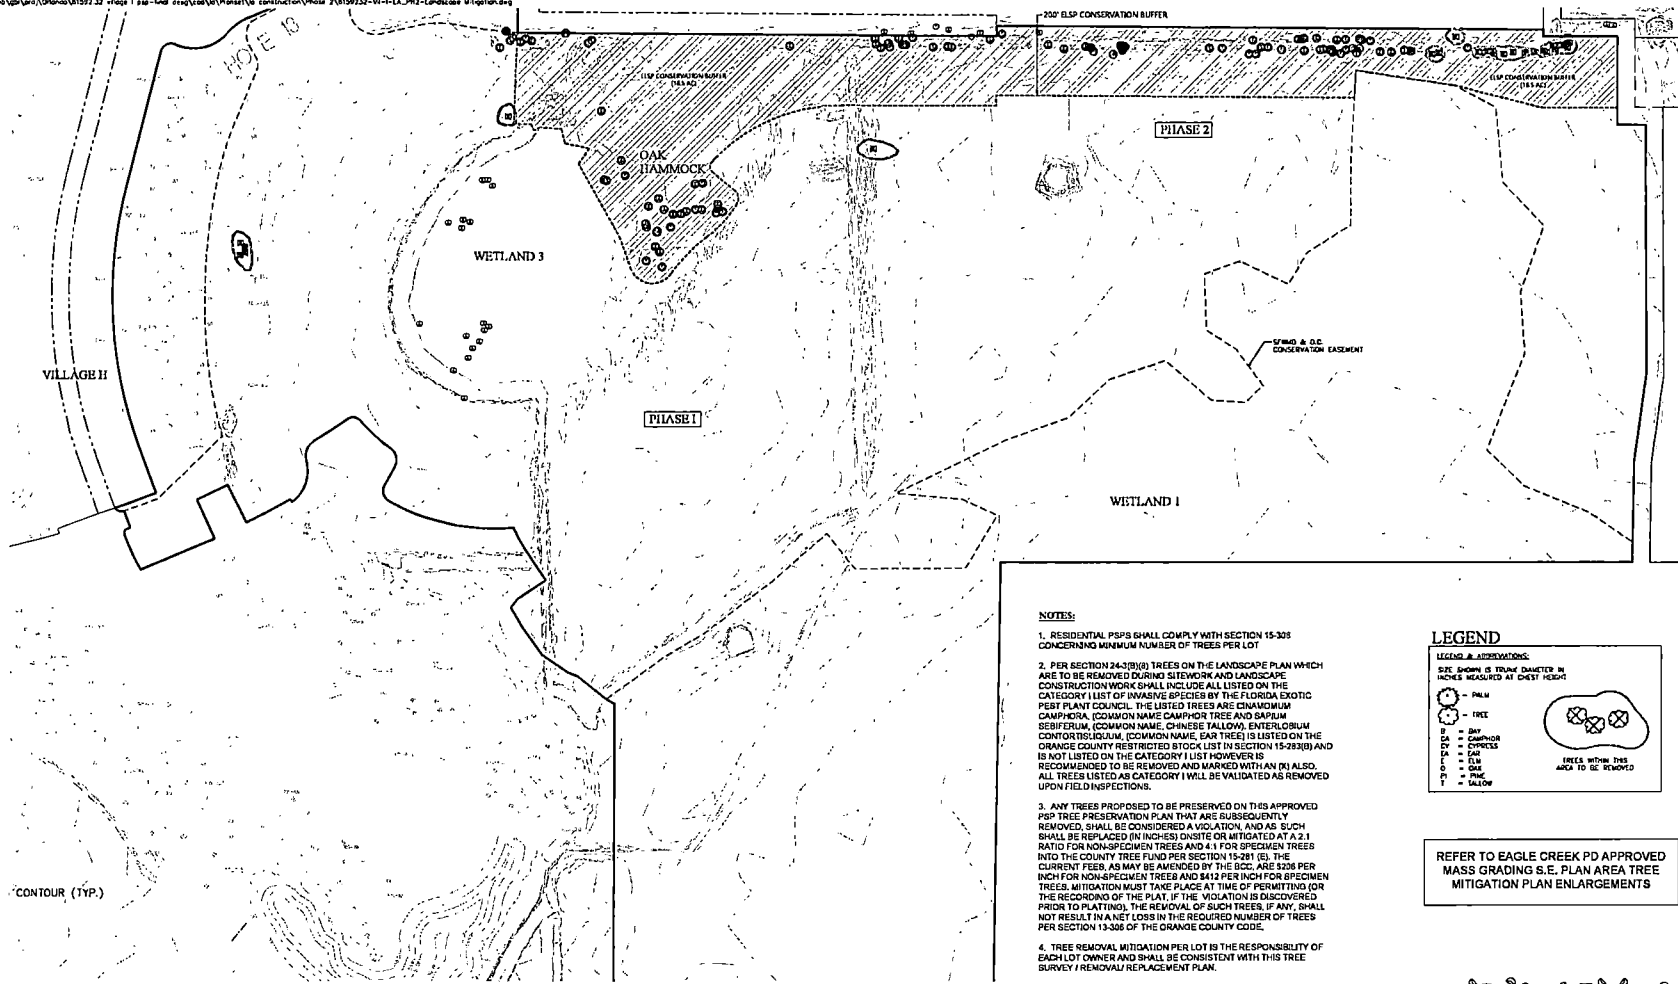 HOLE 13
200' ELSP CONSERVATION BUFFER
ELSP CONSERVATION BUFFER
(18.5 AC)
ELSP CONSERVATION BUFFER
(18.5 AC)
PHASE 2
OAK
HAMMOCK
WETLAND 3
VILLAGE H
PHASE 1
CONSERVATION EASEMENT
WETLAND 1
CONTOUR (TYP.)
NOTES:
1. RESIDENTIAL PSPS SHALL COMPLY WITH SECTION 15-306
CONCERNING MINIMUM NUMBER OF TREES PER LOT
2. PER SECTION 24-3(B)(8) TREES ON THE LANDSCAPE PLAN WHICH
ARE TO BE REMOVED DURING SITEWORK AND LANDSCAPE
CONSTRUCTION WORK SHALL INCLUDE ALL LISTED ON THE
CATEGORY I LIST OF INVASIVE SPECIES BY THE FLORIDA EXOTIC
PEST PLANT COUNCIL. THE LISTED TREES ARE CINAMOMUM
CAMPHORA, (COMMON NAME CAMPHOR TREE AND SAPIUM
SEBIFERUM, (COMMON NAME, CHINESE TALLOW). ENTERLOBIUM
CONTORTISLIQUUM, (COMMON NAME, EAR TREE) IS LISTED ON THE
ORANGE COUNTY RESTRICTED STOCK LIST IN SECTION 15-283(B) AND
IS NOT LISTED ON THE CATEGORY I LIST HOWEVER IS
RECOMMENDED TO BE REMOVED AND MARKED WITH AN (X) ALSO.
ALL TREES LISTED AS CATEGORY I WILL BE VALIDATED AS REMOVED
UPON FIELD INSPECTIONS.
3. ANY TREES PROPOSED TO BE PRESERVED ON THIS APPROVED
PSP TREE PRESERVATION PLAN THAT ARE SUBSEQUENTLY
REMOVED, SHALL BE CONSIDERED A VIOLATION, AND AS SUCH
SHALL BE REPLACED (IN INCHES) ONSITE OR MITIGATED AT A 2:1
RATIO FOR NON-SPECIMEN TREES AND 4:1 FOR SPECIMEN TREES
INTO THE COUNTY TREE FUND PER SECTION 15-281 (E). THE
CURRENT FEES, AS MAY BE AMENDED BY THE BCC, ARE $206 PER
INCH FOR NON-SPECIMEN TREES AND $412 PER INCH FOR SPECIMEN
TREES. MITIGATION MUST TAKE PLACE AT TIME OF PERMITTING (OR
THE RECORDING OF THE PLAT, IF THE VIOLATION IS DISCOVERED
PRIOR TO PLATTING). THE REMOVAL OF SUCH TREES, IF ANY, SHALL
NOT RESULT IN A NET LOSS IN THE REQUIRED NUMBER OF TREES
PER SECTION 13-306 OF THE ORANGE COUNTY CODE.
4. TREE REMOVAL MITIGATION PER LOT IS THE RESPONSIBILITY OF
EACH LOT OWNER AND SHALL BE CONSISTENT WITH THIS TREE
SURVEY / REMOVAL/ REPLACEMENT PLAN.
LEGEND
LEGEND & ABBREVIATIONS:
SIZE SHOWN IS TRUNK DIAMETER IN
INCHES MEASURED AT CHEST HEIGHT
- PALM
- TREE
B = BAY
CA = CAMPHOR
CY = CYPRESS
EA = EAR
E = ELM
O = OAK
PI = PINE
T = TALLOW
TREES WITHIN THIS
AREA TO BE REMOVED
REFER TO EAGLE CREEK PD APPROVED
MASS GRADING S.E. PLAN AREA TREE
MITIGATION PLAN ENLARGEMENTS